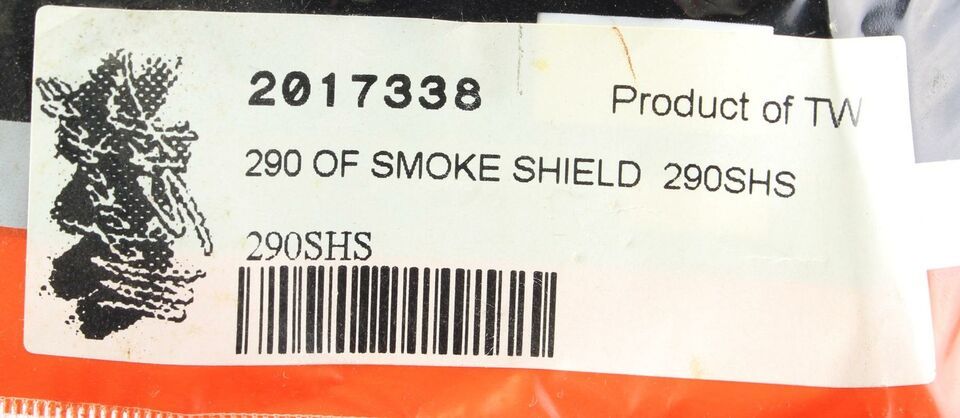 2017338
Product of TW
290 OF SMOKE SHIELD 290SHS
290SHS